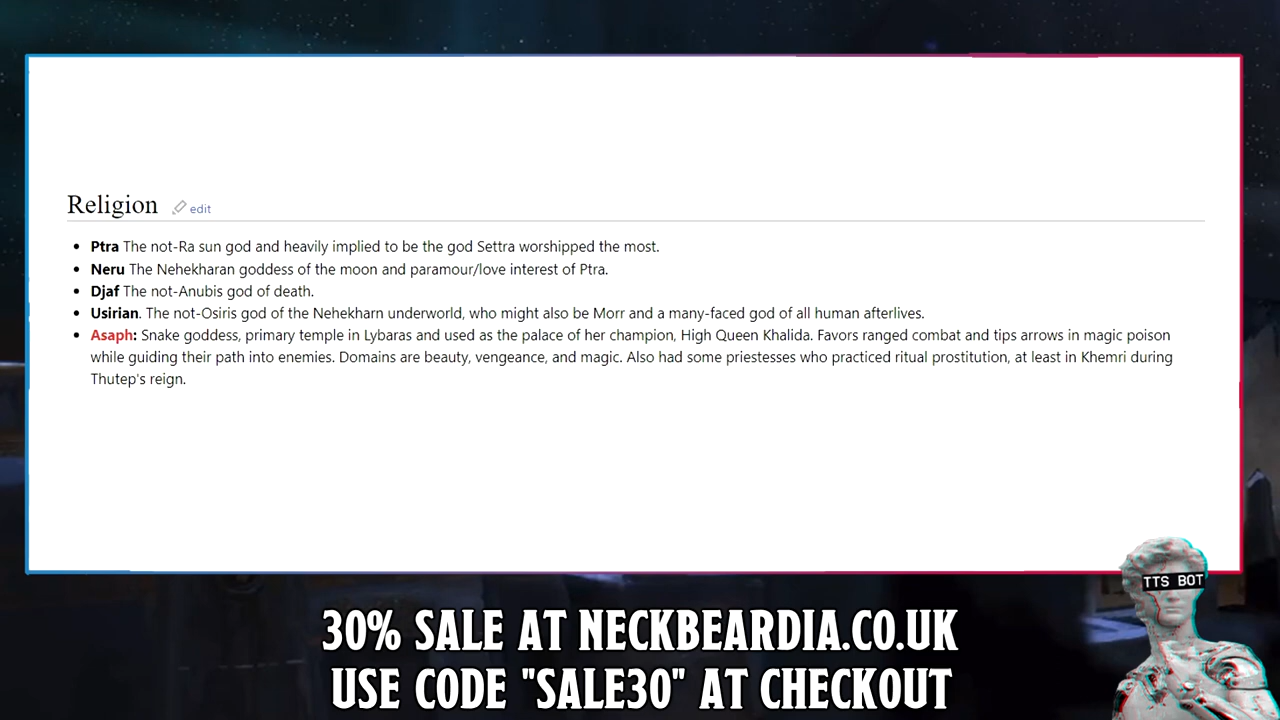 Religion edit
Ptra The not-Ra sun god and heavily implied to be the god Settra worshipped the most.
Neru The Nehekharan goddess of the moon and paramour/love interest of Ptra.
Djaf The not-Anubis god of death.
Usirian. The not-Osiris god of the Nehekharn underworld, who might also be Morr and a many-faced god of all human afterlives.
Asaph: Snake goddess, primary temple in Lybaras and used as the palace of her champion, High Queen Khalida. Favors ranged combat and tips arrows in magic poison
while guiding their path into enemies. Domains are beauty, vengeance, and magic. Also had some priestesses who practiced ritual prostitution, at least in Khemri during
Thutep's reign.
TTS BOT
30% SALE AT NECKBEARDIA.CO.UK
USE CODE "SALE30" AT CHECKOUT